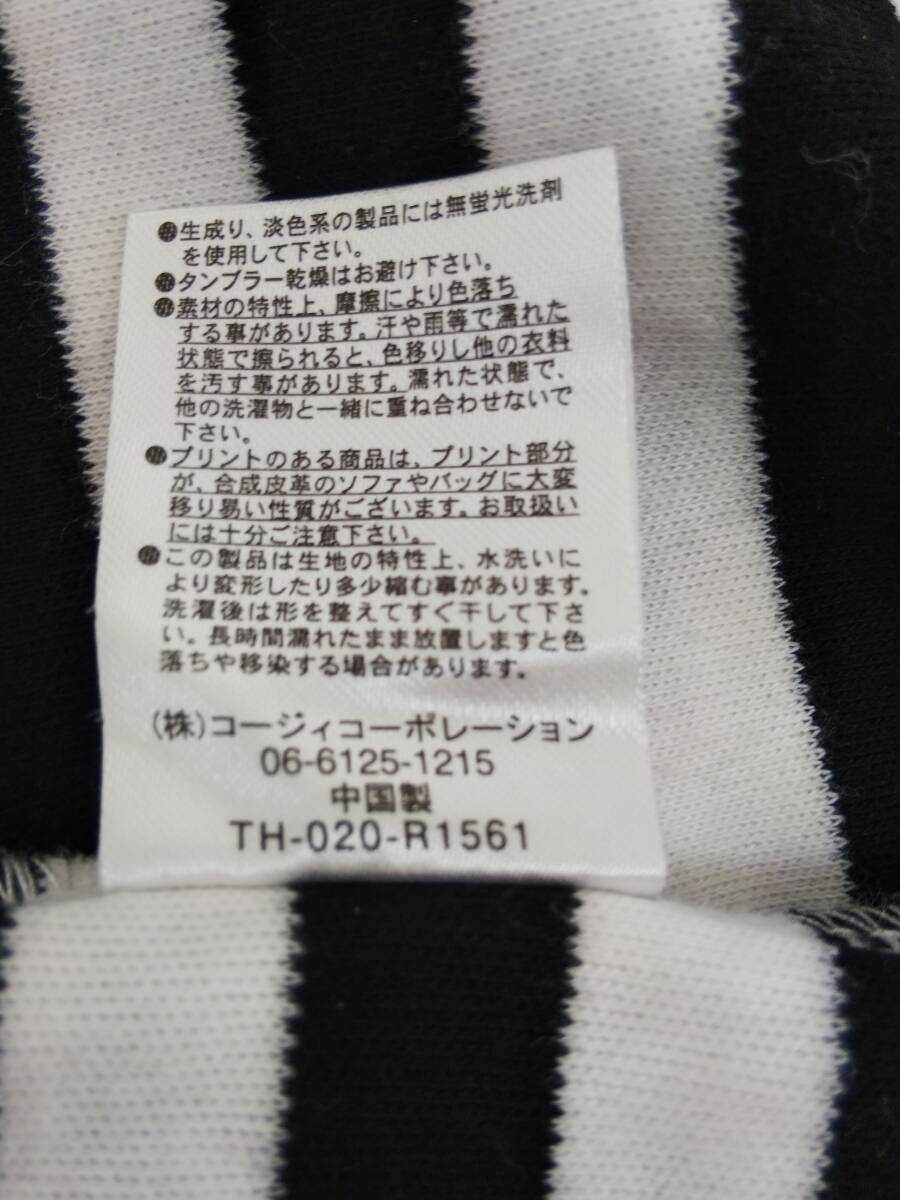 ●生成り、淡色系の製品には無蛍光洗剤
を使用して下さい。
●タンブラー乾燥はお避け下さい。
●素材の特性上、摩擦により色落ち
する事があります。汗や雨等で濡れた
状態で擦られると、色移りし他の衣料
を汚す事があります。濡れた状態で、
他の洗濯物と一緒に重ね合わせないで
下さい。
●プリントのある商品は、プリント部分
が、合成皮革のソファやバッグに大変
移り易い性質がございます。お取扱い
には十分ご注意下さい。
●この製品は生地の特性上、水洗いに
より変形したり多少縮む事があります。
洗濯後は形を整えてすぐ干して下さ
い。長時間濡れたまま放置しますと色
落ちや移染する場合があります。
(株)コージィコーポレーション
06-6125-1215
中国製
TH-020-R1561